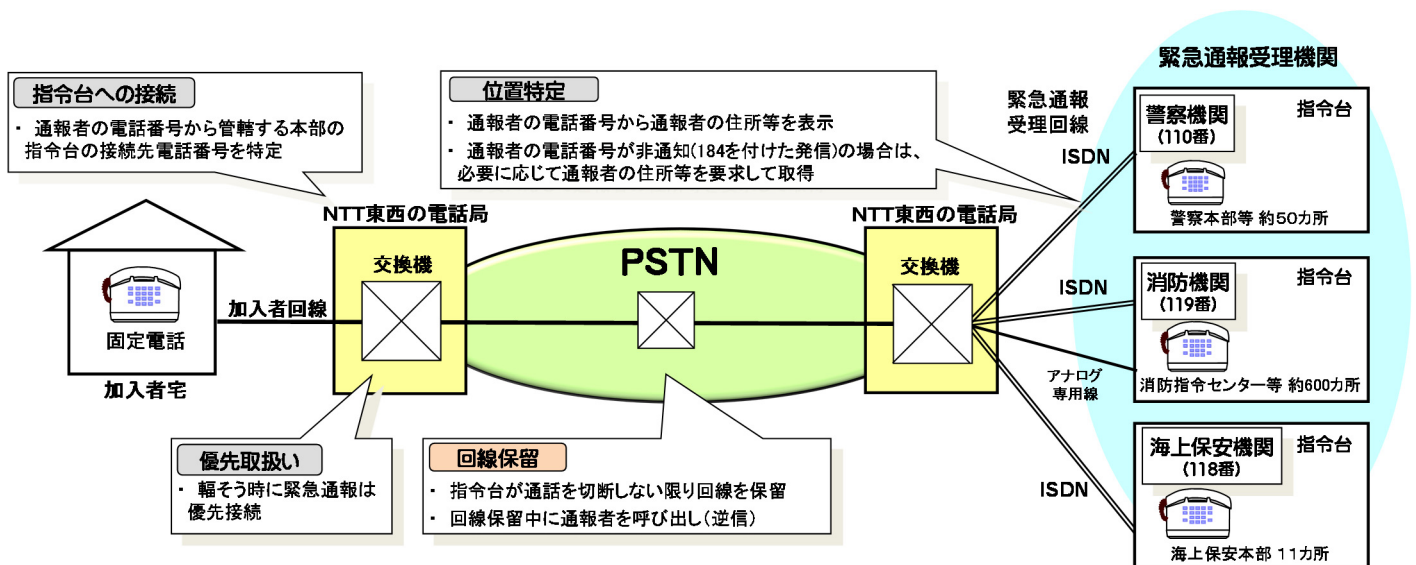 緊急通報受理機関
指令台への接続
・ 通報者の電話番号から管轄する本部の
指令台の接続先電話番号を特定
位置特定
・ 通報者の電話番号から通報者の住所等を表示
・ 通報者の電話番号が非通知(184を付けた発信)の場合は、
必要に応じて通報者の住所等を要求して取得
緊急通報
受理回線
ISDN
警察機関
(110番)
指令台
警察本部等 約50カ所
NTT東西の電話局
交換機
PSTN
NTT東西の電話局
交換機
加入者回線
固定電話
加入者宅
ISDN
消防機関
(119番)
指令台
消防指令センター等 約600カ所
アナログ
専用線
優先取扱い
・ 輻そう時に緊急通報は
優先接続
回線保留
・ 指令台が通話を切断しない限り回線を保留
・ 回線保留中に通報者を呼び出し(逆信)
ISDN
海上保安機関
(118番)
指令台
海上保安本部 11カ所